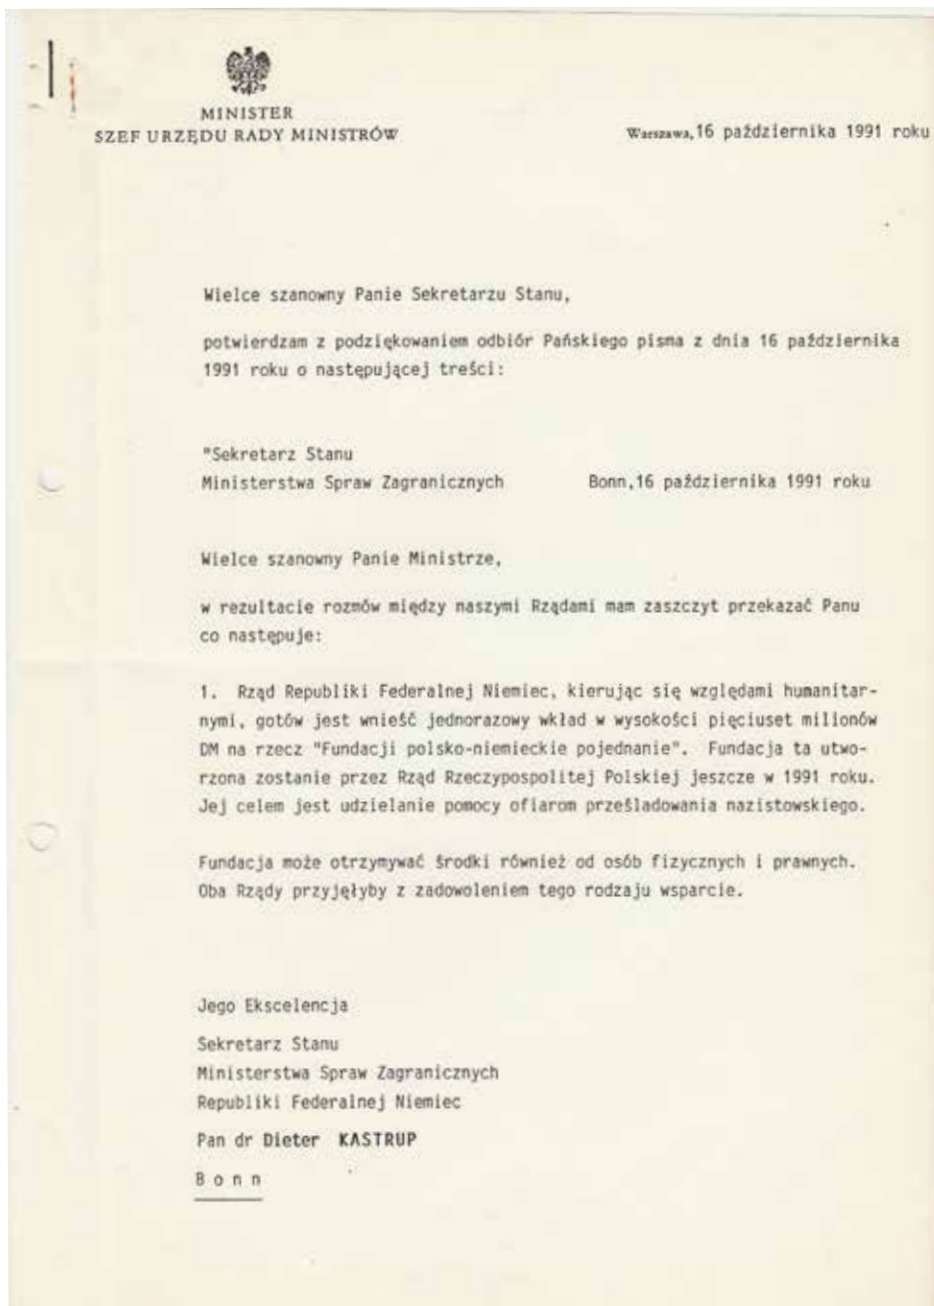 MINISTER
SZEF URZĘDU RADY MINISTRÓW
Warszawa, 16 października 1991 roku
Wielce szanowny Panie Sekretarzu Stanu,
potwierdzam z podziękowaniem odbiór Pańskiego pisma z dnia 16 października
1991 roku o następującej treści:
"Sekretarz Stanu
Ministerstwa Spraw Zagranicznych Bonn,16 października 1991 roku
Wielce szanowny Panie Ministrze,
w rezultacie rozmów między naszymi Rządami mam zaszczyt przekazać Panu
co następuje:
1. Rząd Republiki Federalnej Niemiec, kierując się względami humanitar-
nymi, gotów jest wnieść jednorazowy wkład w wysokości pięciuset milionów
DM na rzecz "Fundacji polsko-niemieckie pojednanie". Fundacja ta utwo-
rzona zostanie przez Rząd Rzeczypospolitej Polskiej jeszcze w 1991 roku.
Jej celem jest udzielanie pomocy ofiarom prześladowania nazistowskiego.
Fundacja może otrzymywać środki również od osób fizycznych i prawnych.
Oba Rządy przyjęłyby z zadowoleniem tego rodzaju wsparcie.
Jego Ekscelencja
Sekretarz Stanu
Ministerstwa Spraw Zagranicznych
Republiki Federalnej Niemiec
Pan dr Dieter KASTRUP
B o n n